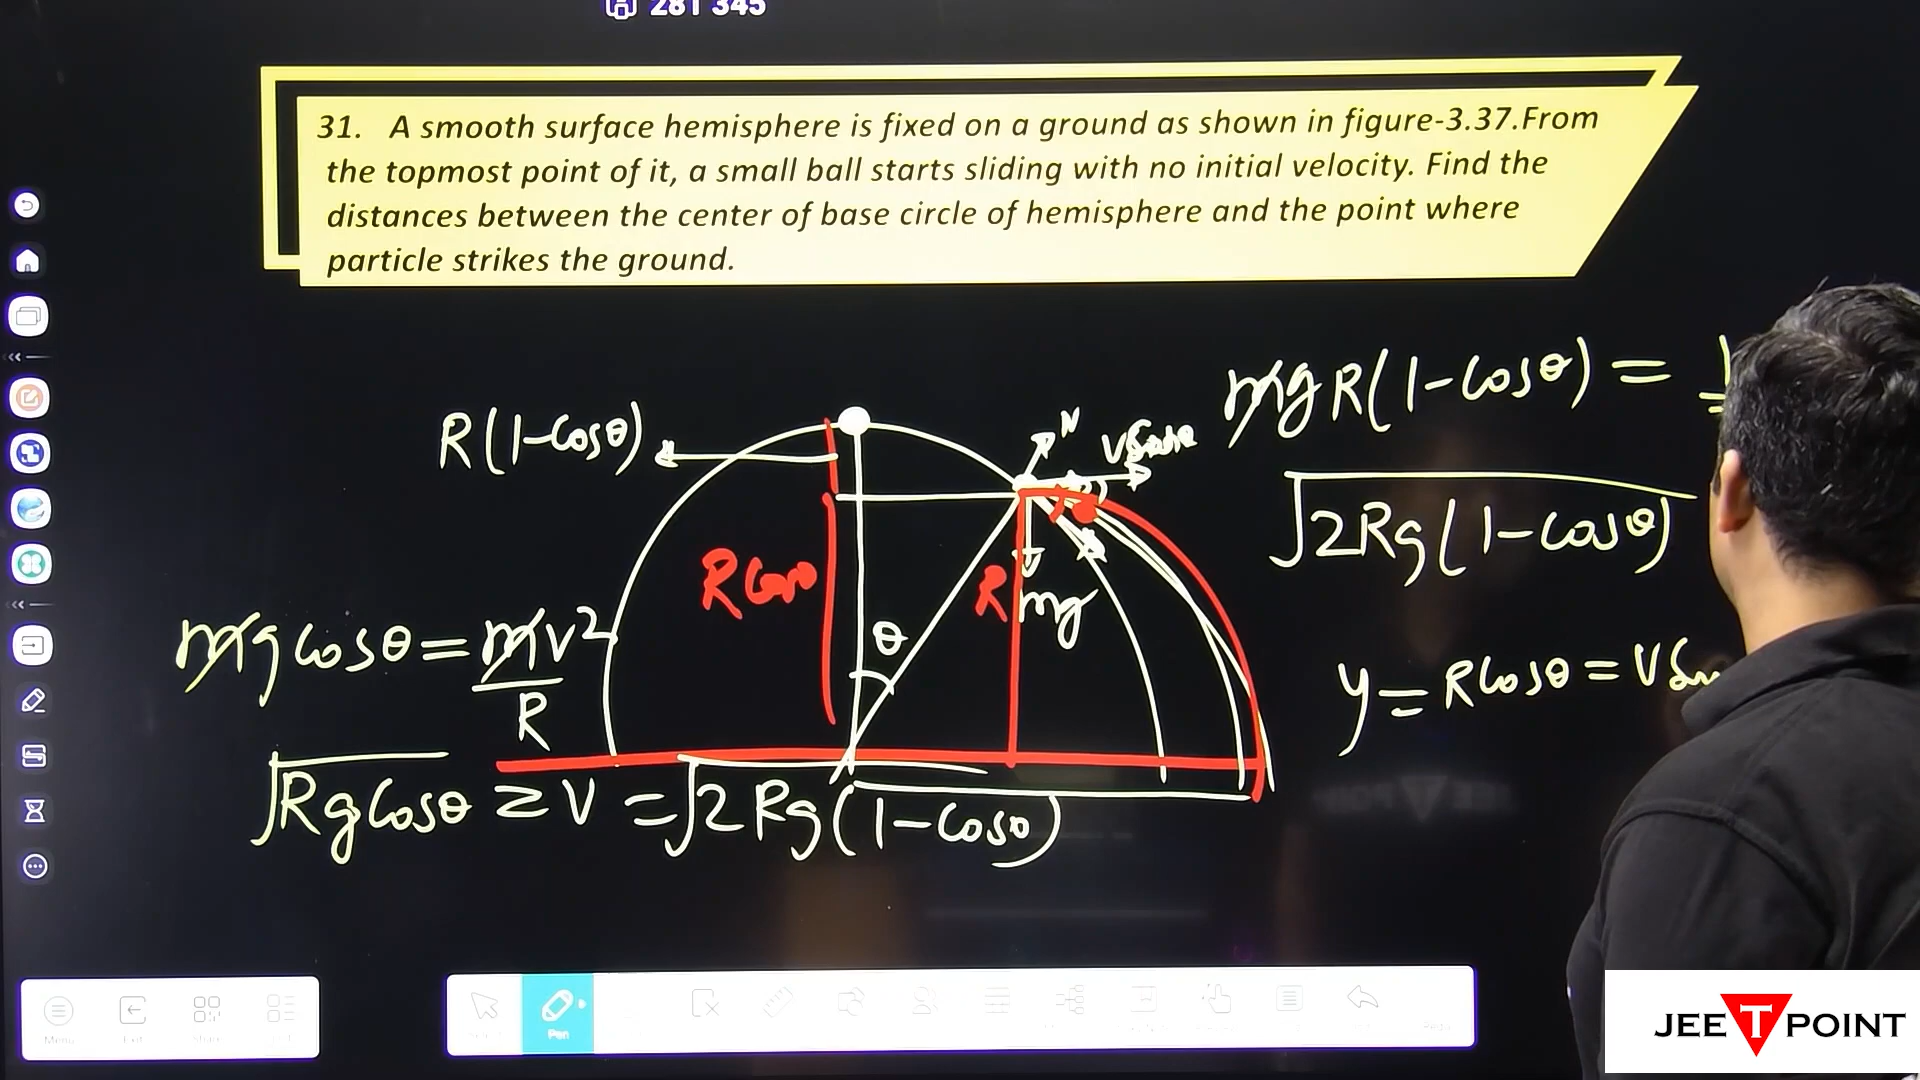 281 345
31. A smooth surface hemisphere is fixed on a ground as shown in figure-3.37.From
the topmost point of it, a small ball starts sliding with no initial velocity. Find the
distances between the center of base circle of hemisphere and the point where
particle strikes the ground.
mgR(1-Cosθ) =
R(1-Cosθ)
N
√2Rg(1-Cosθ)
R
mg
θ
mgCosθ = mv²/R
y = RCosθ =
√RgCosθ = V = √2Rg(1-Cosθ)
Pen
JEE T POINT